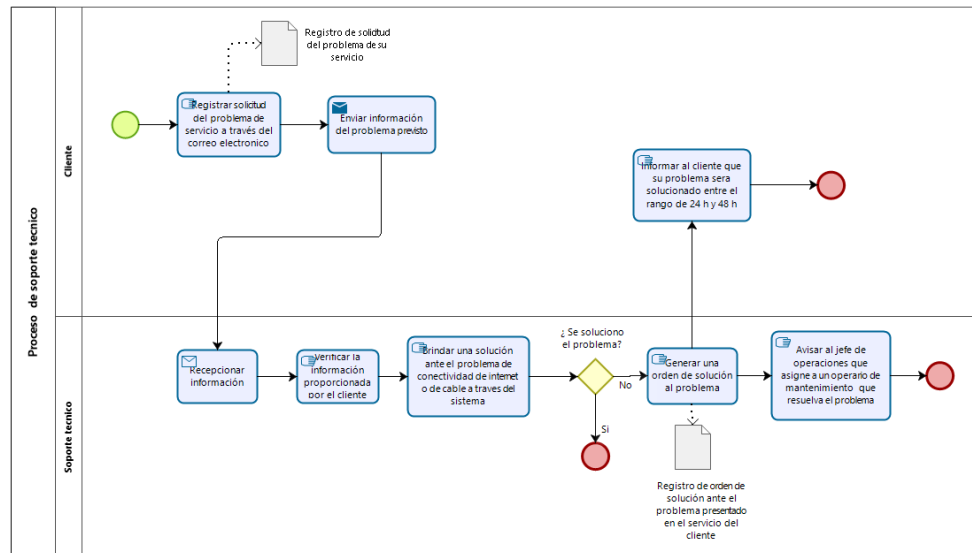 Proceso de soporte tecnico
Cliente
Registro de solicitud
del problema de su
servicio
Registrar solicitud
del problema de
servicio a través del
correo electronico
Enviar información
del problema previsto
Informar al cliente que
su problema sera
solucionado entre el
rango de 24 h y 48 h
Soporte tecnico
Recepcionar
información
Verificar la
información
proporcionada
por el cliente
Brindar una solución
ante el problema de
conectividad de internet
o de cable a traves del
sistema
¿ Se soluciono
el problema?
No
Si
Generar una
orden de solución
al problema
Avisar al jefe de
operaciones que
asigne a un operario de
mantenimiento que
resuelva el problema
Registro de orden de
solución ante el
problema presentado
en el servicio del
cliente